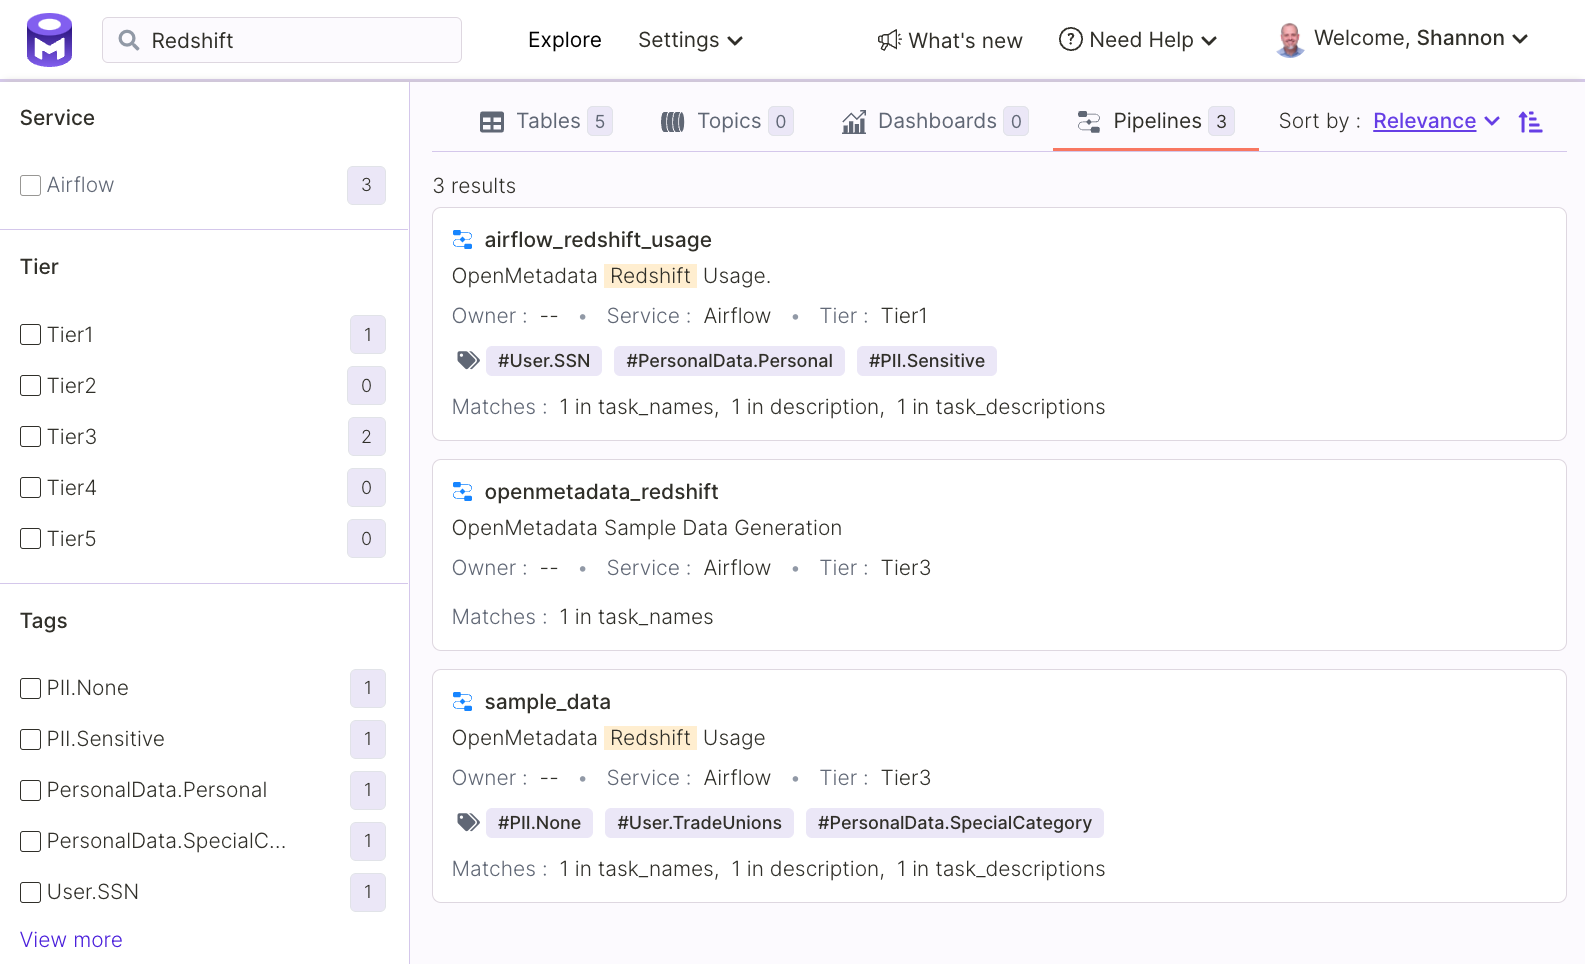 Redshift
Explore
Settings
What's new
Need Help
Welcome, Shannon
Service
Airflow 3
Tier
Tier1 1
Tier2 0
Tier3 2
Tier4 0
Tier5 0
Tags
PII.None 1
PII.Sensitive 1
PersonalData.Personal 1
PersonalData.SpecialC... 1
User.SSN 1
View more
Tables 5
Topics 0
Dashboards 0
Pipelines 3
Sort by : Relevance
3 results
airflow_redshift_usage
OpenMetadata Redshift Usage.
Owner : -- • Service : Airflow • Tier : Tier1
#User.SSN #PersonalData.Personal #PII.Sensitive
Matches : 1 in task_names, 1 in description, 1 in task_descriptions
openmetadata_redshift
OpenMetadata Sample Data Generation
Owner : -- • Service : Airflow • Tier : Tier3
Matches : 1 in task_names
sample_data
OpenMetadata Redshift Usage
Owner : -- • Service : Airflow • Tier : Tier3
#PII.None #User.TradeUnions #PersonalData.SpecialCategory
Matches : 1 in task_names, 1 in description, 1 in task_descriptions